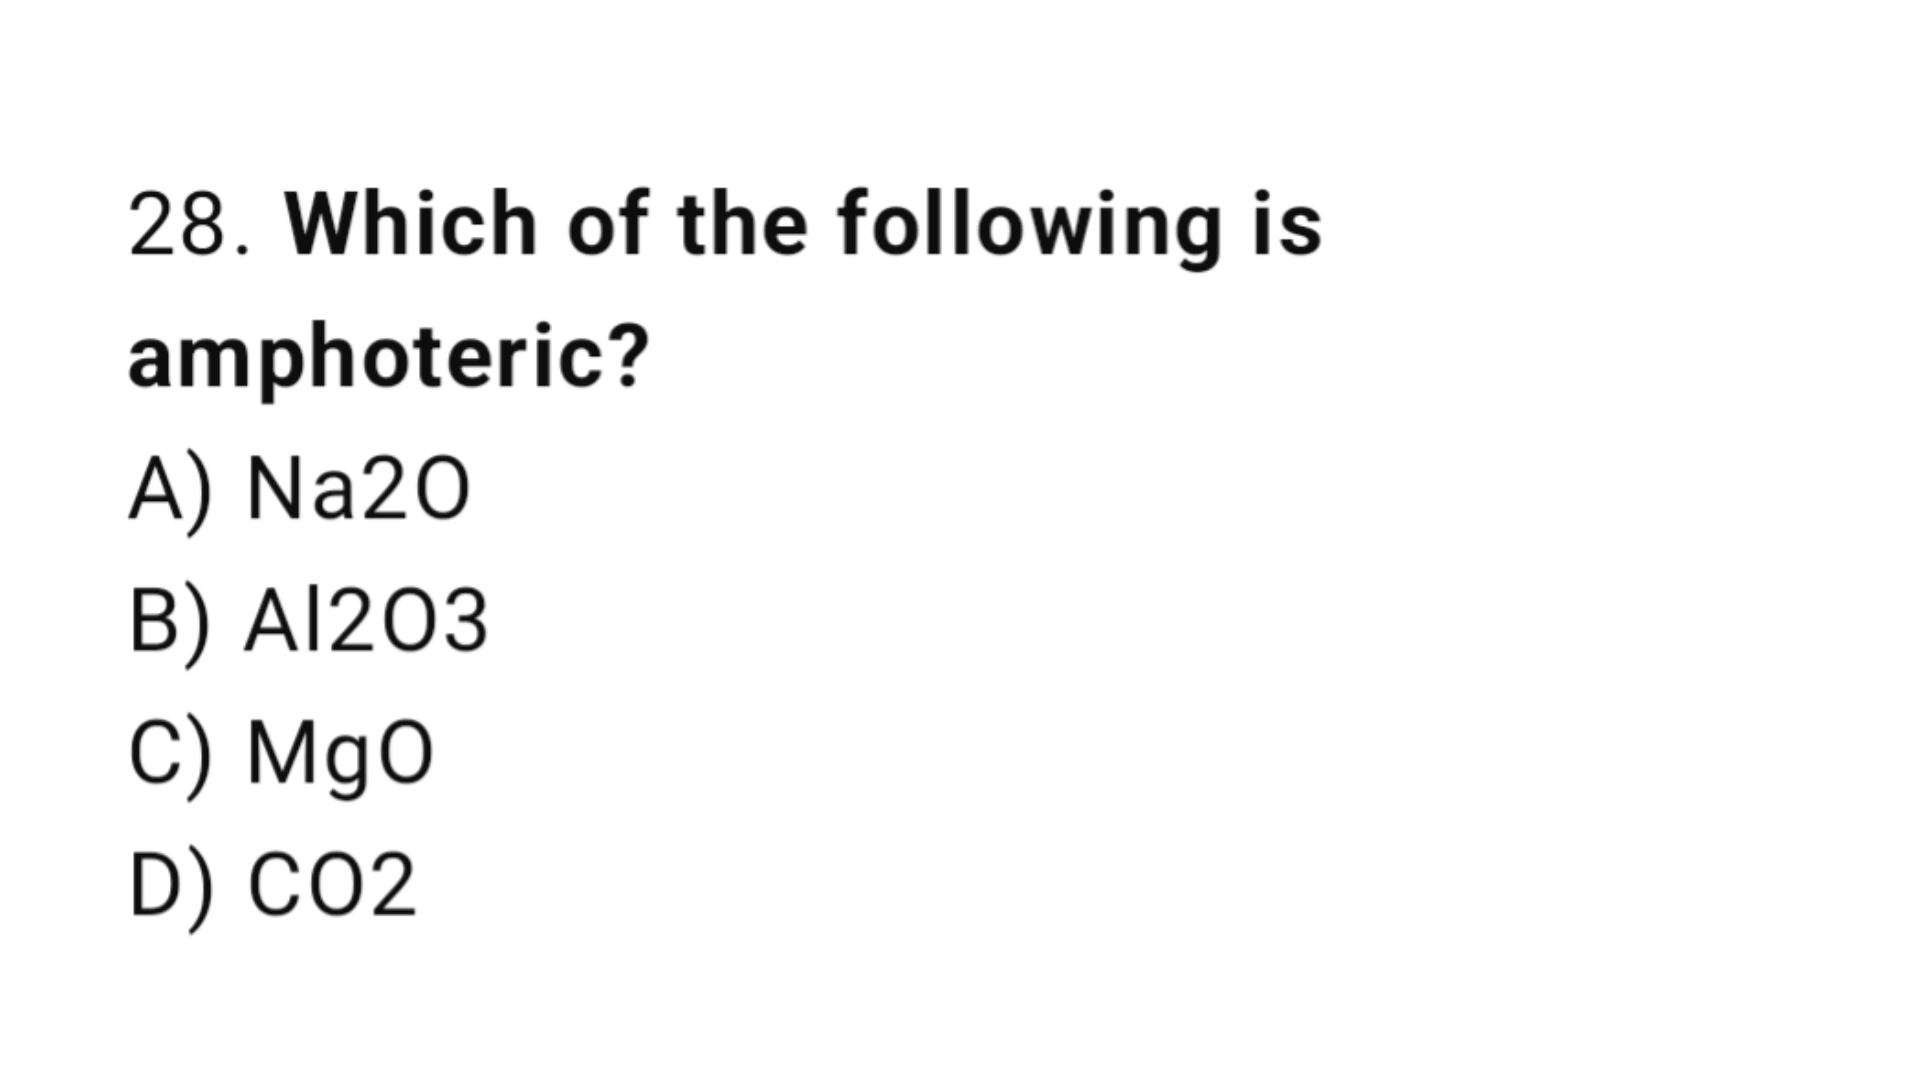 28. Which of the following is
amphoteric?
A) Na2O
B) Al2O3
C) MgO
D) CO2